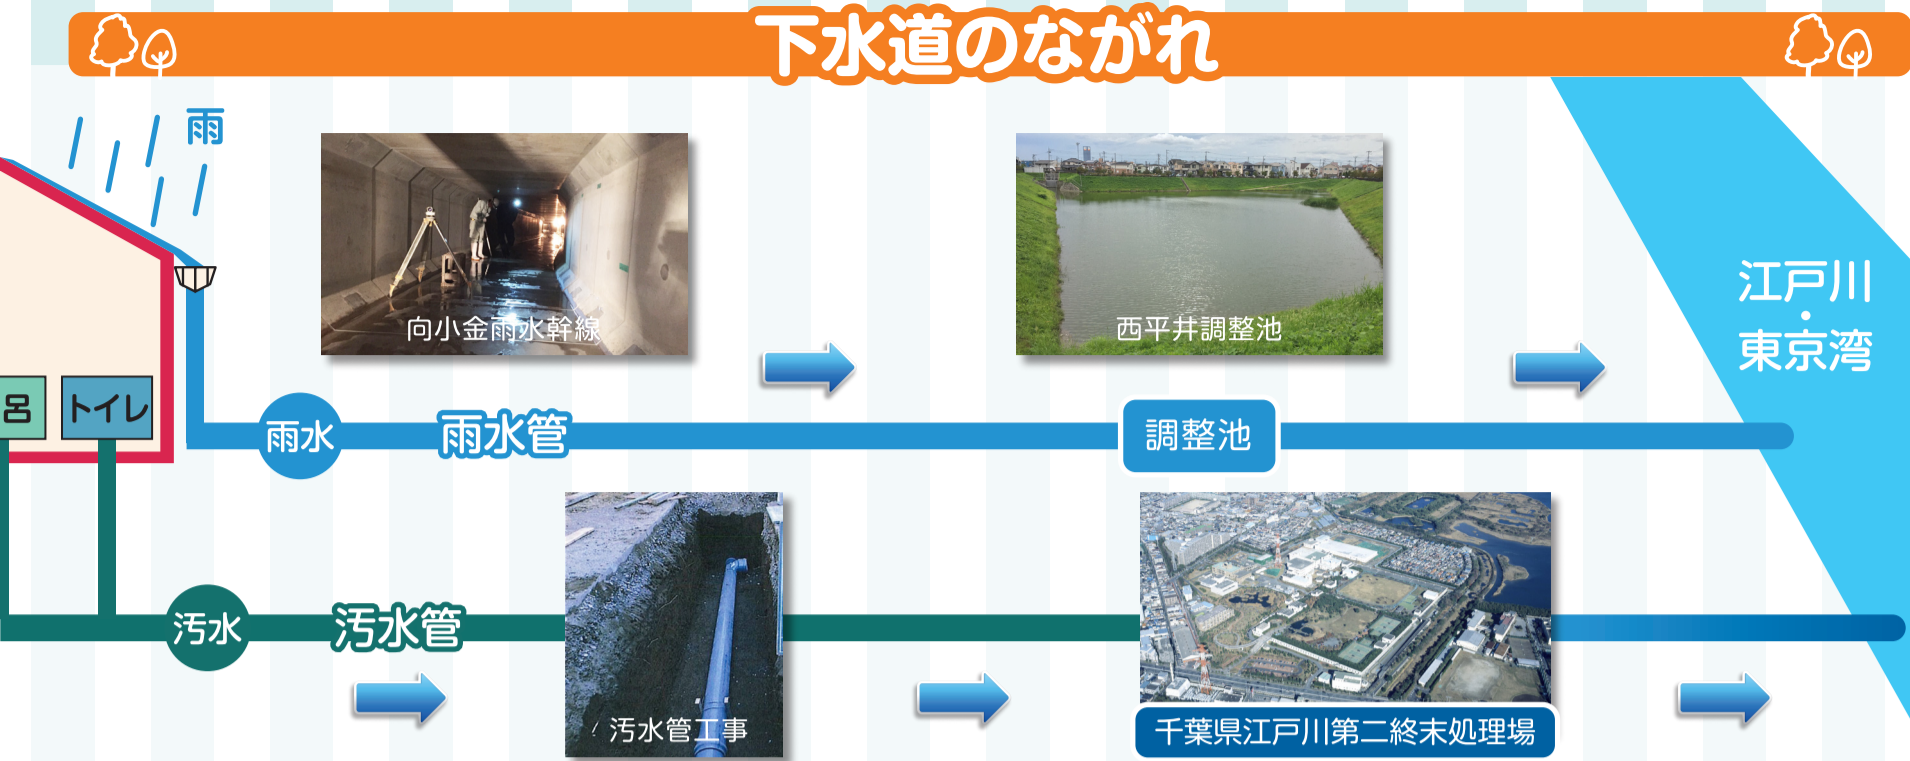 下水道のながれ
雨
向小金雨水幹線
西平井調整池
江戸川
・
東京湾
呂
トイレ
雨水
雨水管
調整池
汚水
汚水管
汚水管工事
千葉県江戸川第二終末処理場